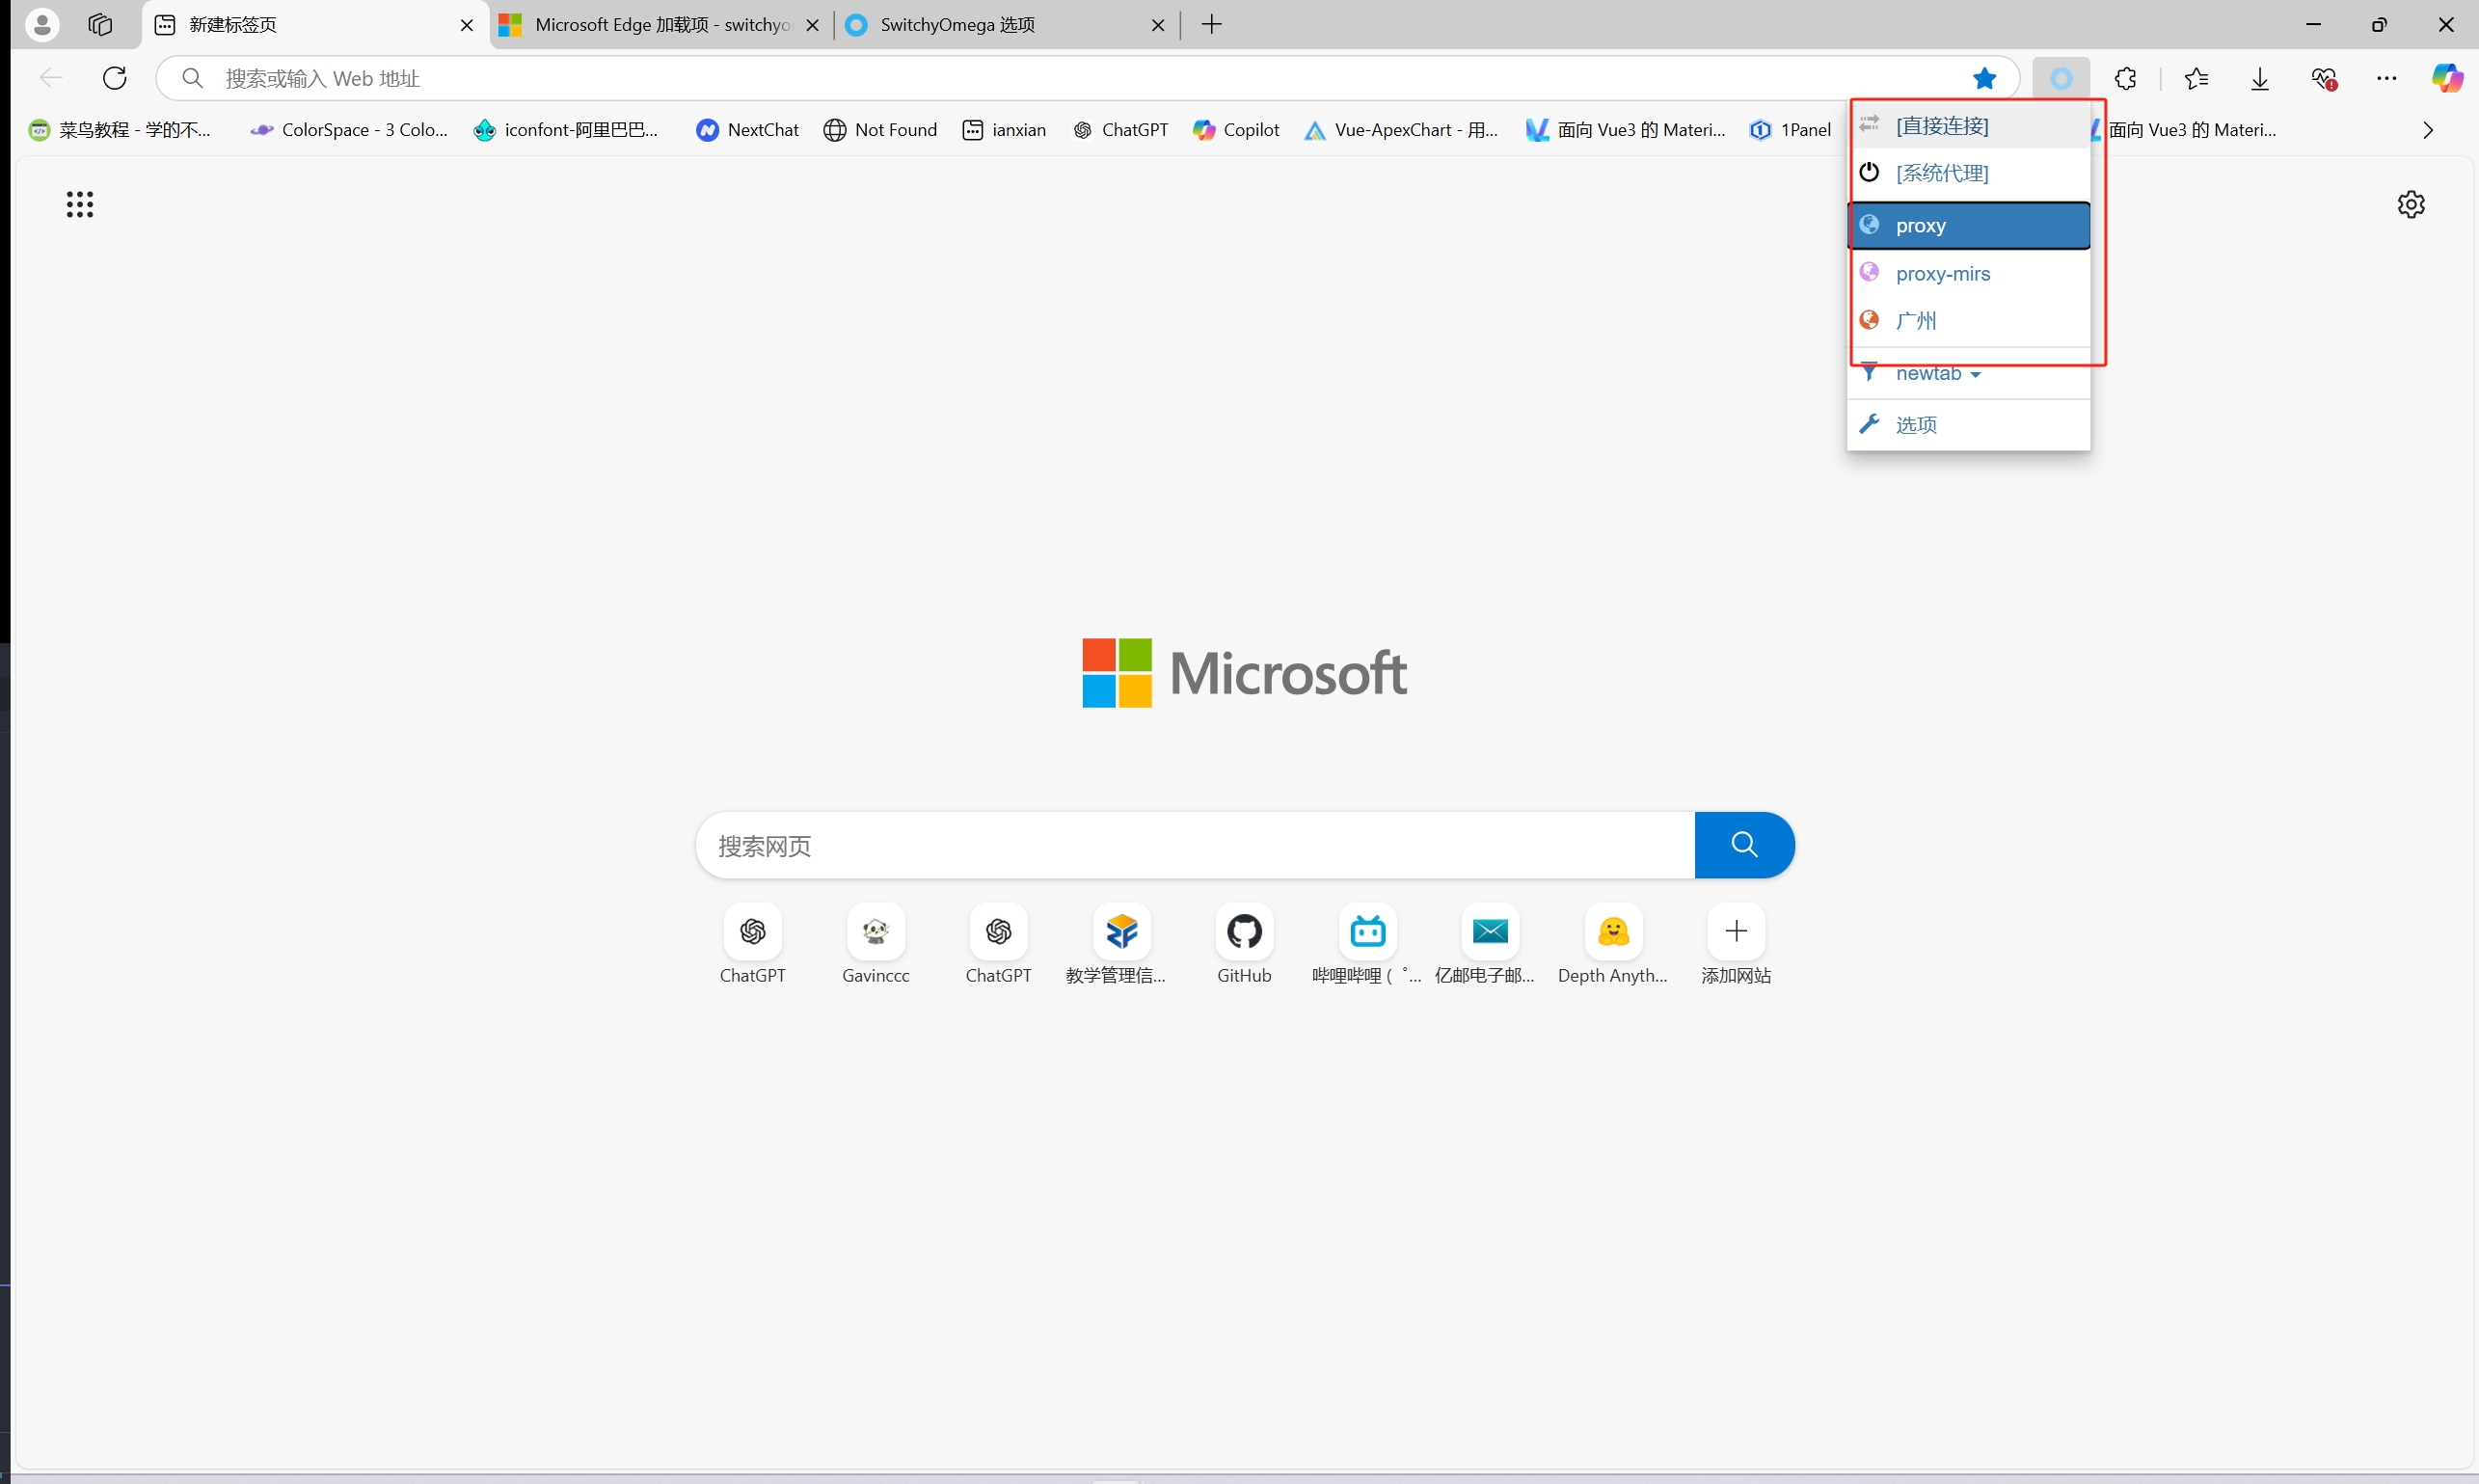 新建标签页
Microsoft Edge 加载项 - switchyo
SwitchyOmega 选项
搜索或输入 Web 地址
菜鸟教程 - 学的不...
ColorSpace - 3 Colo...
iconfont-阿里巴巴...
NextChat
Not Found
ianxian
ChatGPT
Copilot
Vue-ApexChart - 用...
面向 Vue3 的 Materi...
1Panel
面向 Vue3 的 Materi...
[直接连接]
[系统代理]
proxy
proxy-mirs
广州
newtab
选项
Microsoft
搜索网页
ChatGPT
Gavinccc
ChatGPT
教学管理信...
GitHub
哔哩哔哩 ( ゜...
亿邮电子邮...
Depth Anyth...
添加网站